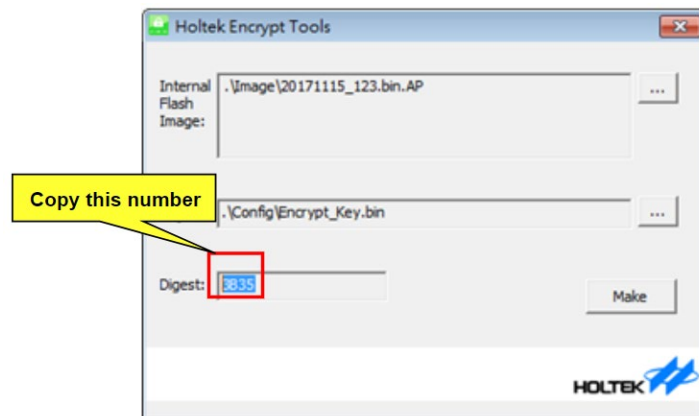 Holtek Encrypt Tools
Internal
Flash
Image:
.\Image\20171115_123.bin.AP
...
Copy this number
.\Config\Encrypt_Key.bin
...
Digest:
3B35
Make
HOLTEK